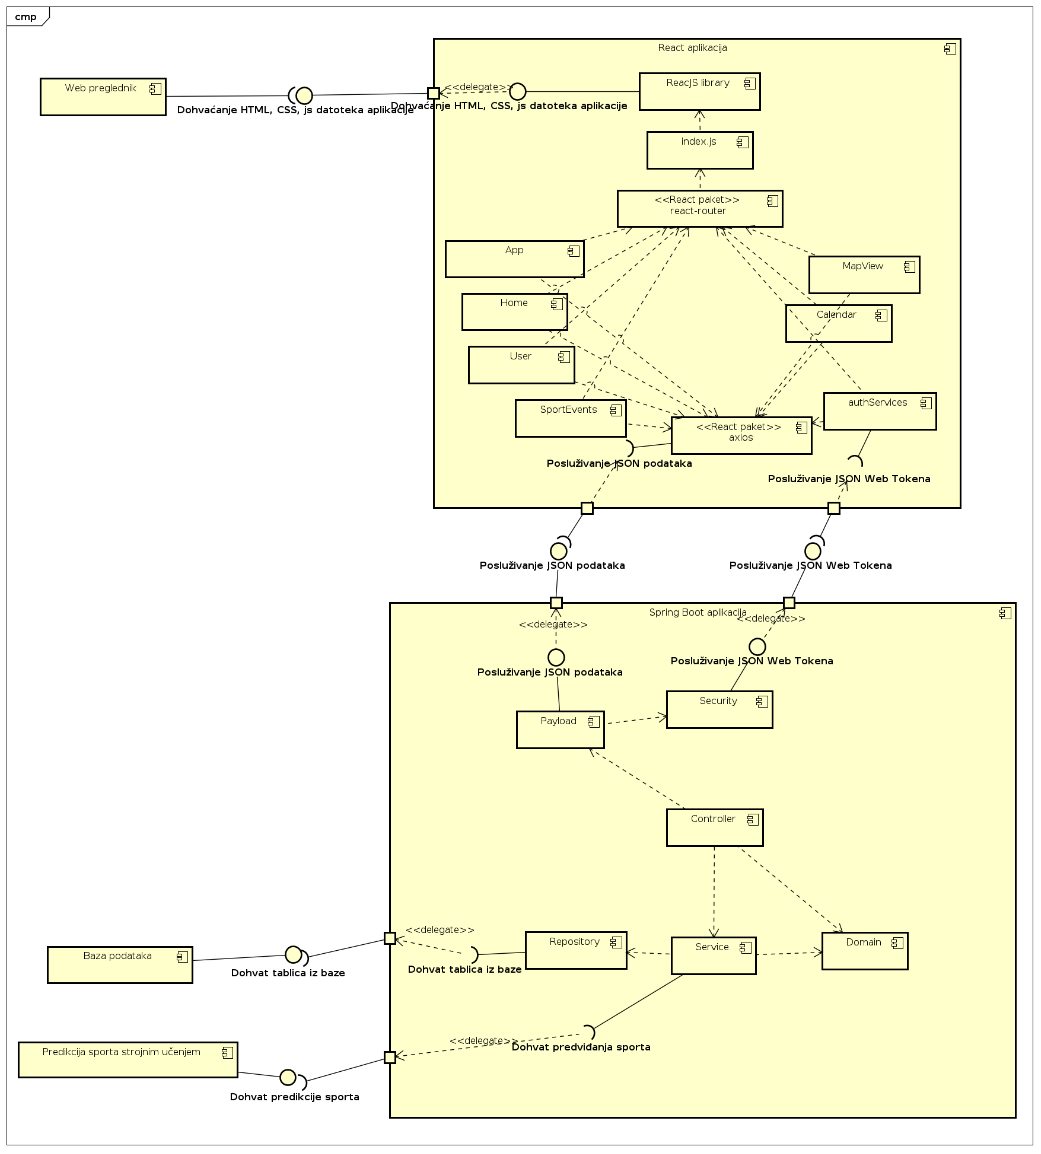 cmp
React aplikacija
Web preglednik
<<delegate>>
ReacJS library
Dohvaćanje HTML, CSS, js datoteka aplikacije
Dohvaćanje HTML, CSS, js datoteka aplikacije
index.js
<<React paket>>
react-router
App
MapView
Home
Calendar
User
authServices
SportEvents
<<React paket>>
axios
Posluživanje JSON podataka
Posluživanje JSON Web Tokena
Posluživanje JSON podataka
Posluživanje JSON Web Tokena
Spring Boot aplikacija
<<delegate>>
<<delegate>>
Posluživanje JSON Web Tokena
Posluživanje JSON podataka
Security
Payload
Controller
<<delegate>>
Repository
Service
Domain
Baza podataka
Dohvat tablica iz baze
Dohvat tablica iz baze
<<delegate>>
Dohvat predviđanja sporta
Predikcija sporta strojnim učenjem
Dohvat predikcije sporta